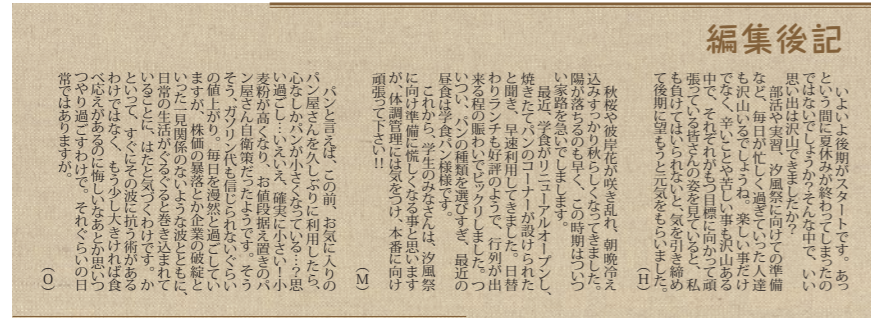 編集後記
いよいよ後期がスタートです。あっ
という間に夏休みが終わってしまったの
ではないでしょうか？そんな中で、いい
思い出は沢山できましたか？
部活や実習、汐風祭に向けての準備
など、毎日が忙しく過ぎていった人達
も沢山いるでしょうね。楽しい事だけ
でなく、辛いことや苦しい事も沢山ある
中で、それぞれがもつ目標に向かって頑
張っている皆さんの姿を見ていると、私
も負けてはいられないと、気を引き締め
て後期に望もうと元気をもらいました。
（H）
秋桜や彼岸花が咲き乱れ、朝晩冷え
込みすっかり秋らしくなってきました。
陽が落ちるのも早く、この時期はついつ
い家路を急いでしまします。
最近、学食がリニューアルオープンし、
焼きたてパンのコーナーが設けられた
と聞き、早速利用してきました。日替
わりランチも好評のようで、行列が出
来る程の賑わいでビックリしました。つ
いつい、パンの種類を選びすぎ、最近の
昼食は学食パン様様です。
これから、学生のみなさんは、汐風祭
に向け準備に慌しくなる事と思います
が、体調管理には気をつけ、本番に向け
頑張って下さい!!
（M）
パンと言えば、この前、お気に入りの
パン屋さんを久しぶりに利用したら、
心なしかパンが小さくなっている…？思
い過ごし…いえいえ、確実に小さい！小
麦粉が高くなり、お値段据え置きのパ
ン屋さん自衛策だったようです。そう
そう、ガソリン代も信じられないぐらい
の値上がり。毎日を漫然と過ごしてい
ますが、株価の暴落とか企業の破綻と
いった一見関係のないような波とともに、
日常の生活がぐるぐると巻き込まれて
いることに、はたと気づくわけです。か
といって、すぐにその波に抗う術がある
わけではなく、もう少し大きければ食
べ応えがあるのに悔しいなあとか思いつ
つやり過ごすわけで。それぐらいの日
常ではありますが。
（O）